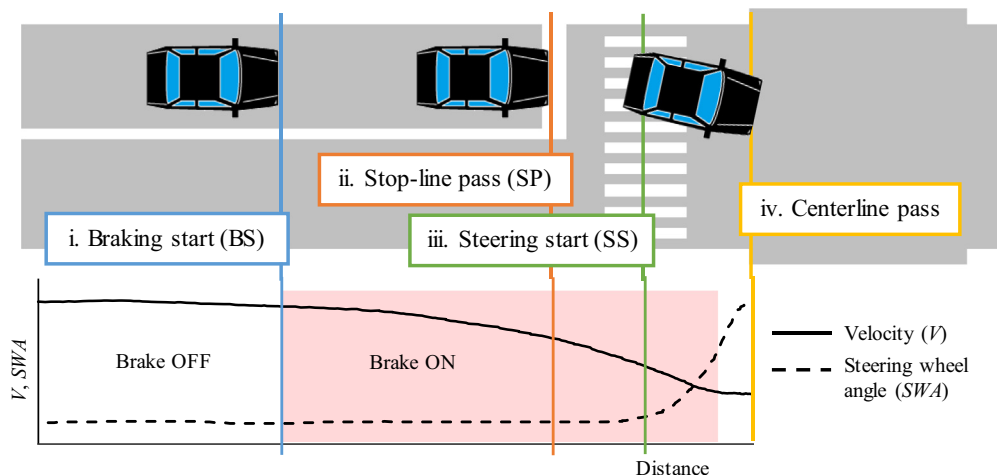 ii. Stop-line pass (SP)
i. Braking start (BS)
iii. Steering start (SS)
iv. Centerline pass
V, SWA
Brake OFF
Brake ON
Velocity (V)
Steering wheel
angle (SWA)
Distance